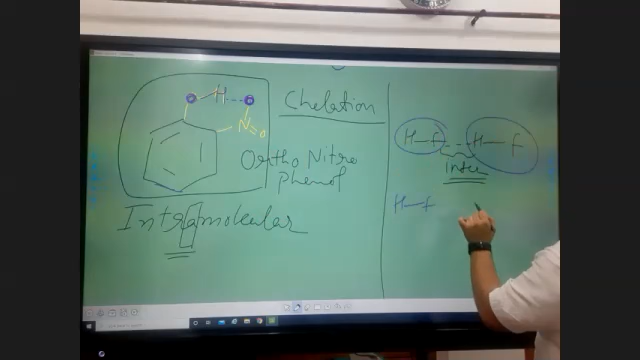 O H O
N = O
Chelation
Ortho Nitro
Phenol
Intramolecular
H - f -- H - f
Inter
H - f